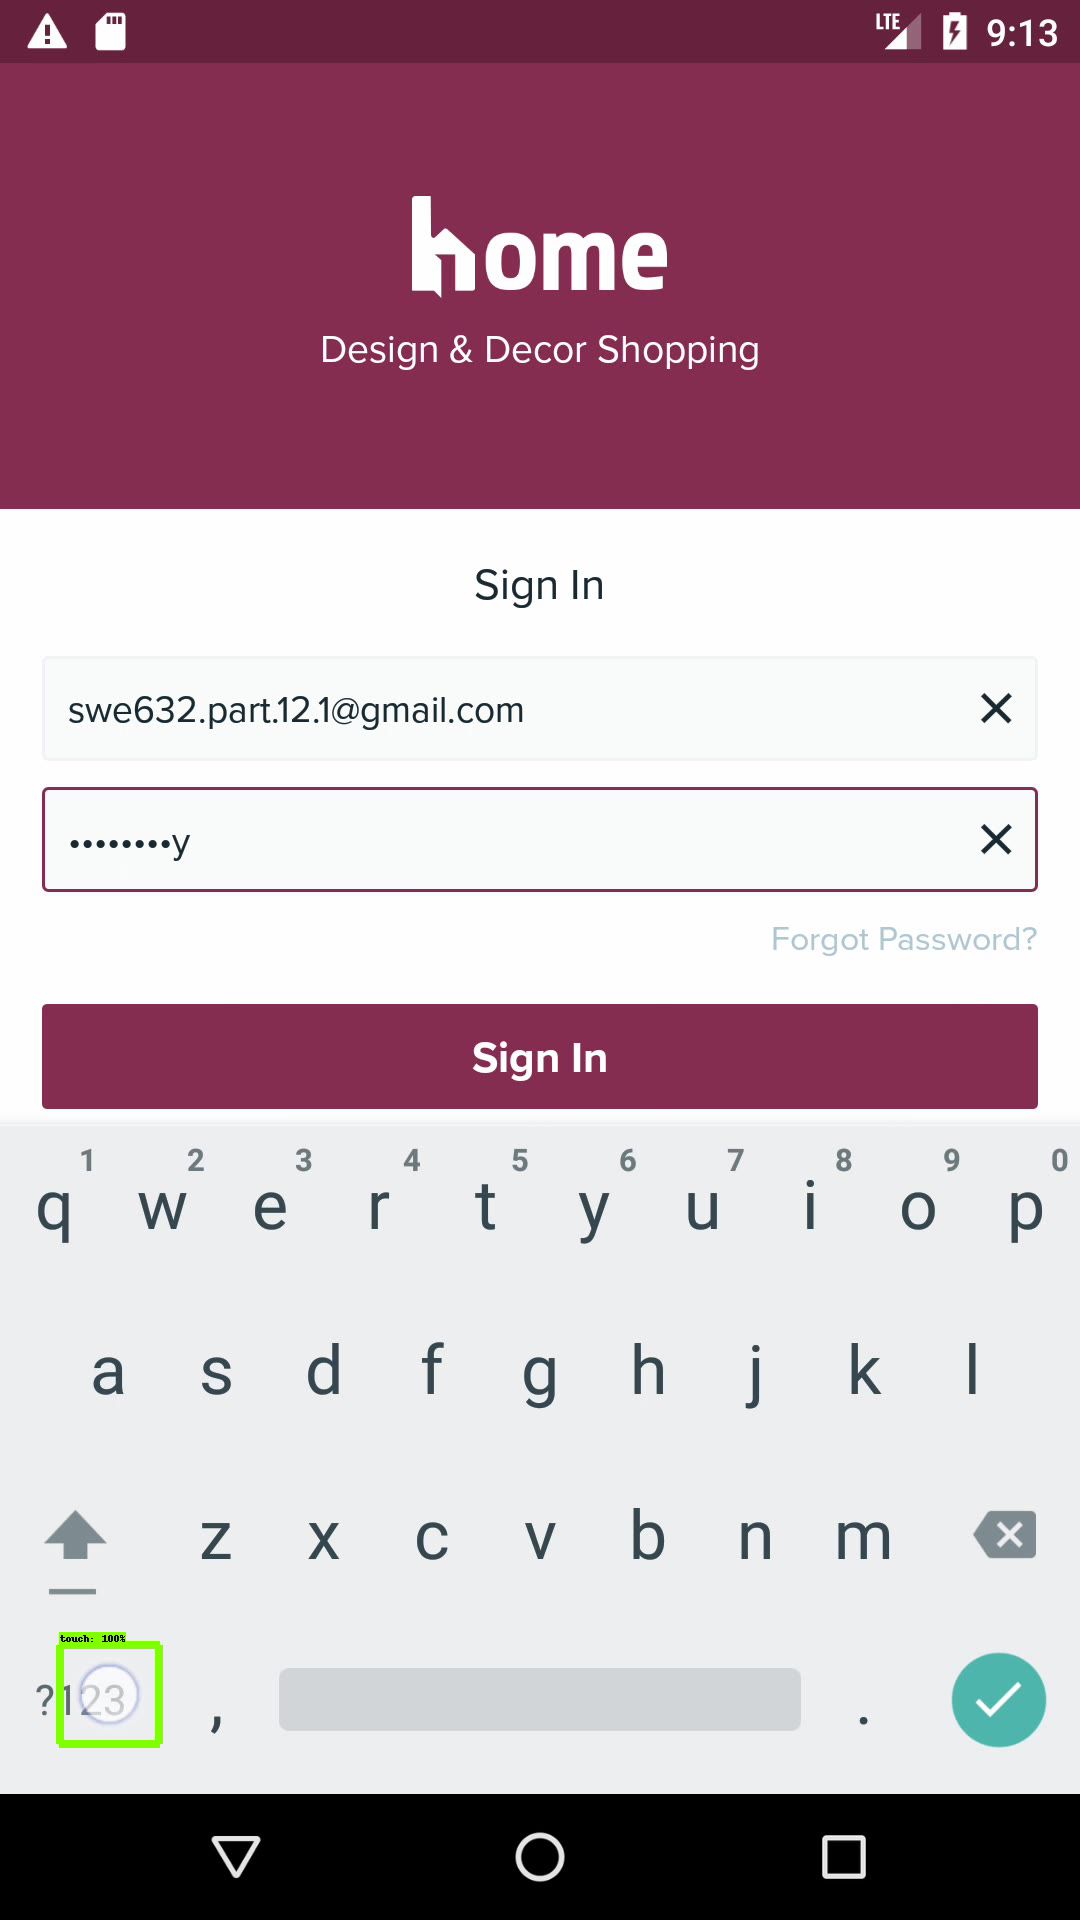 LTE 9:13
home
Design & Decor Shopping
Sign In
swe632.part.12.1@gmail.com
••••••••y
Forgot Password?
Sign In
1 2 3 4 5 6 7 8 9 0
q w e r t y u i o p
a s d f g h j k l
z x c v b n m
touch: 100%
?123 , .